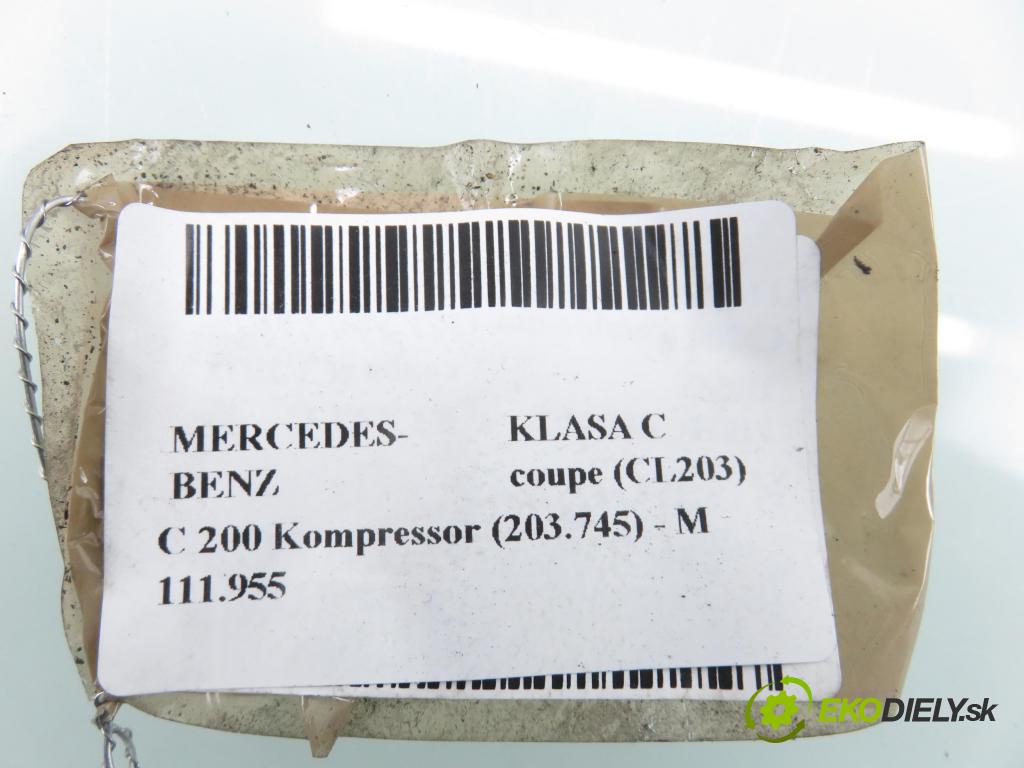 MERCEDES-
BENZ
KLASA C
coupe (CL203)
C 200 Kompressor (203.745) - M
111.955
EKODIELY.sk